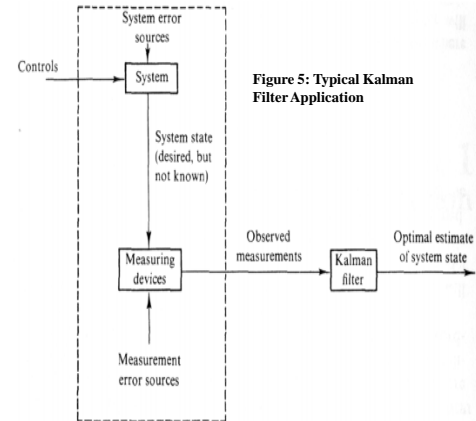 System error
sources
Controls
System
Figure 5: Typical Kalman
Filter Application
System state
(desired, but
not known)
Observed
measurements
Optimal estimate
of system state
Measuring
devices
Kalman
filter
Measurement
error sources